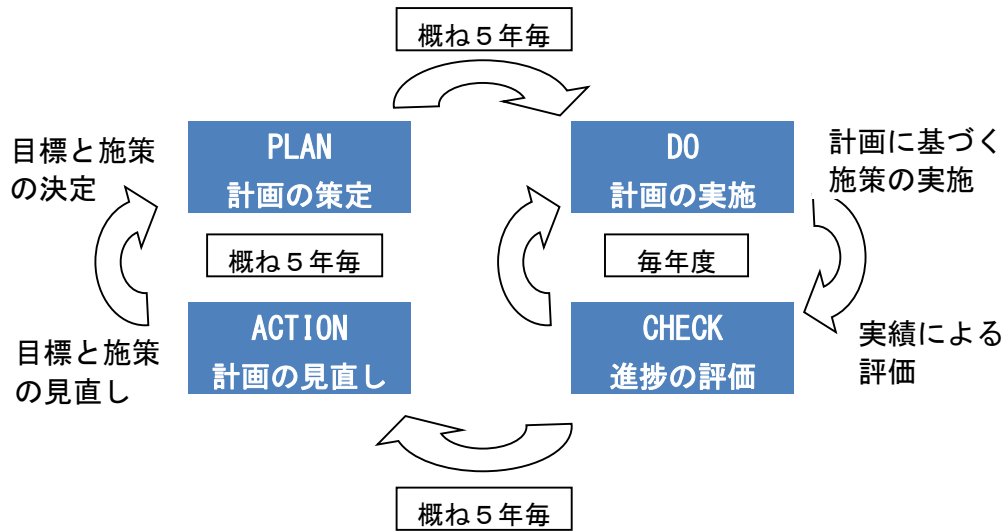 概ね５年毎
目標と施策
の決定
PLAN
計画の策定
DO
計画の実施
計画に基づく
施策の実施
概ね５年毎
毎年度
目標と施策
の見直し
ACTION
計画の見直し
CHECK
進捗の評価
実績による
評価
概ね５年毎